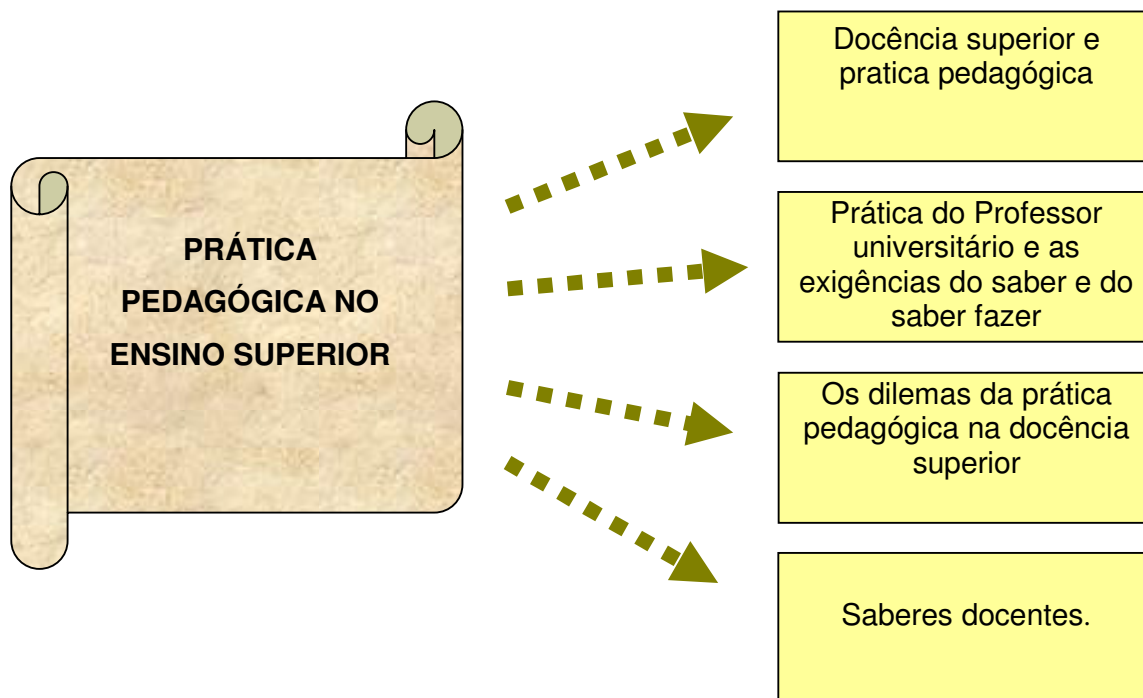 PRÁTICA
PEDAGÓGICA NO
ENSINO SUPERIOR
Docência superior e
pratica pedagógica
Prática do Professor
universitário e as
exigências do saber e do
saber fazer
Os dilemas da prática
pedagógica na docência
superior
Saberes docentes.